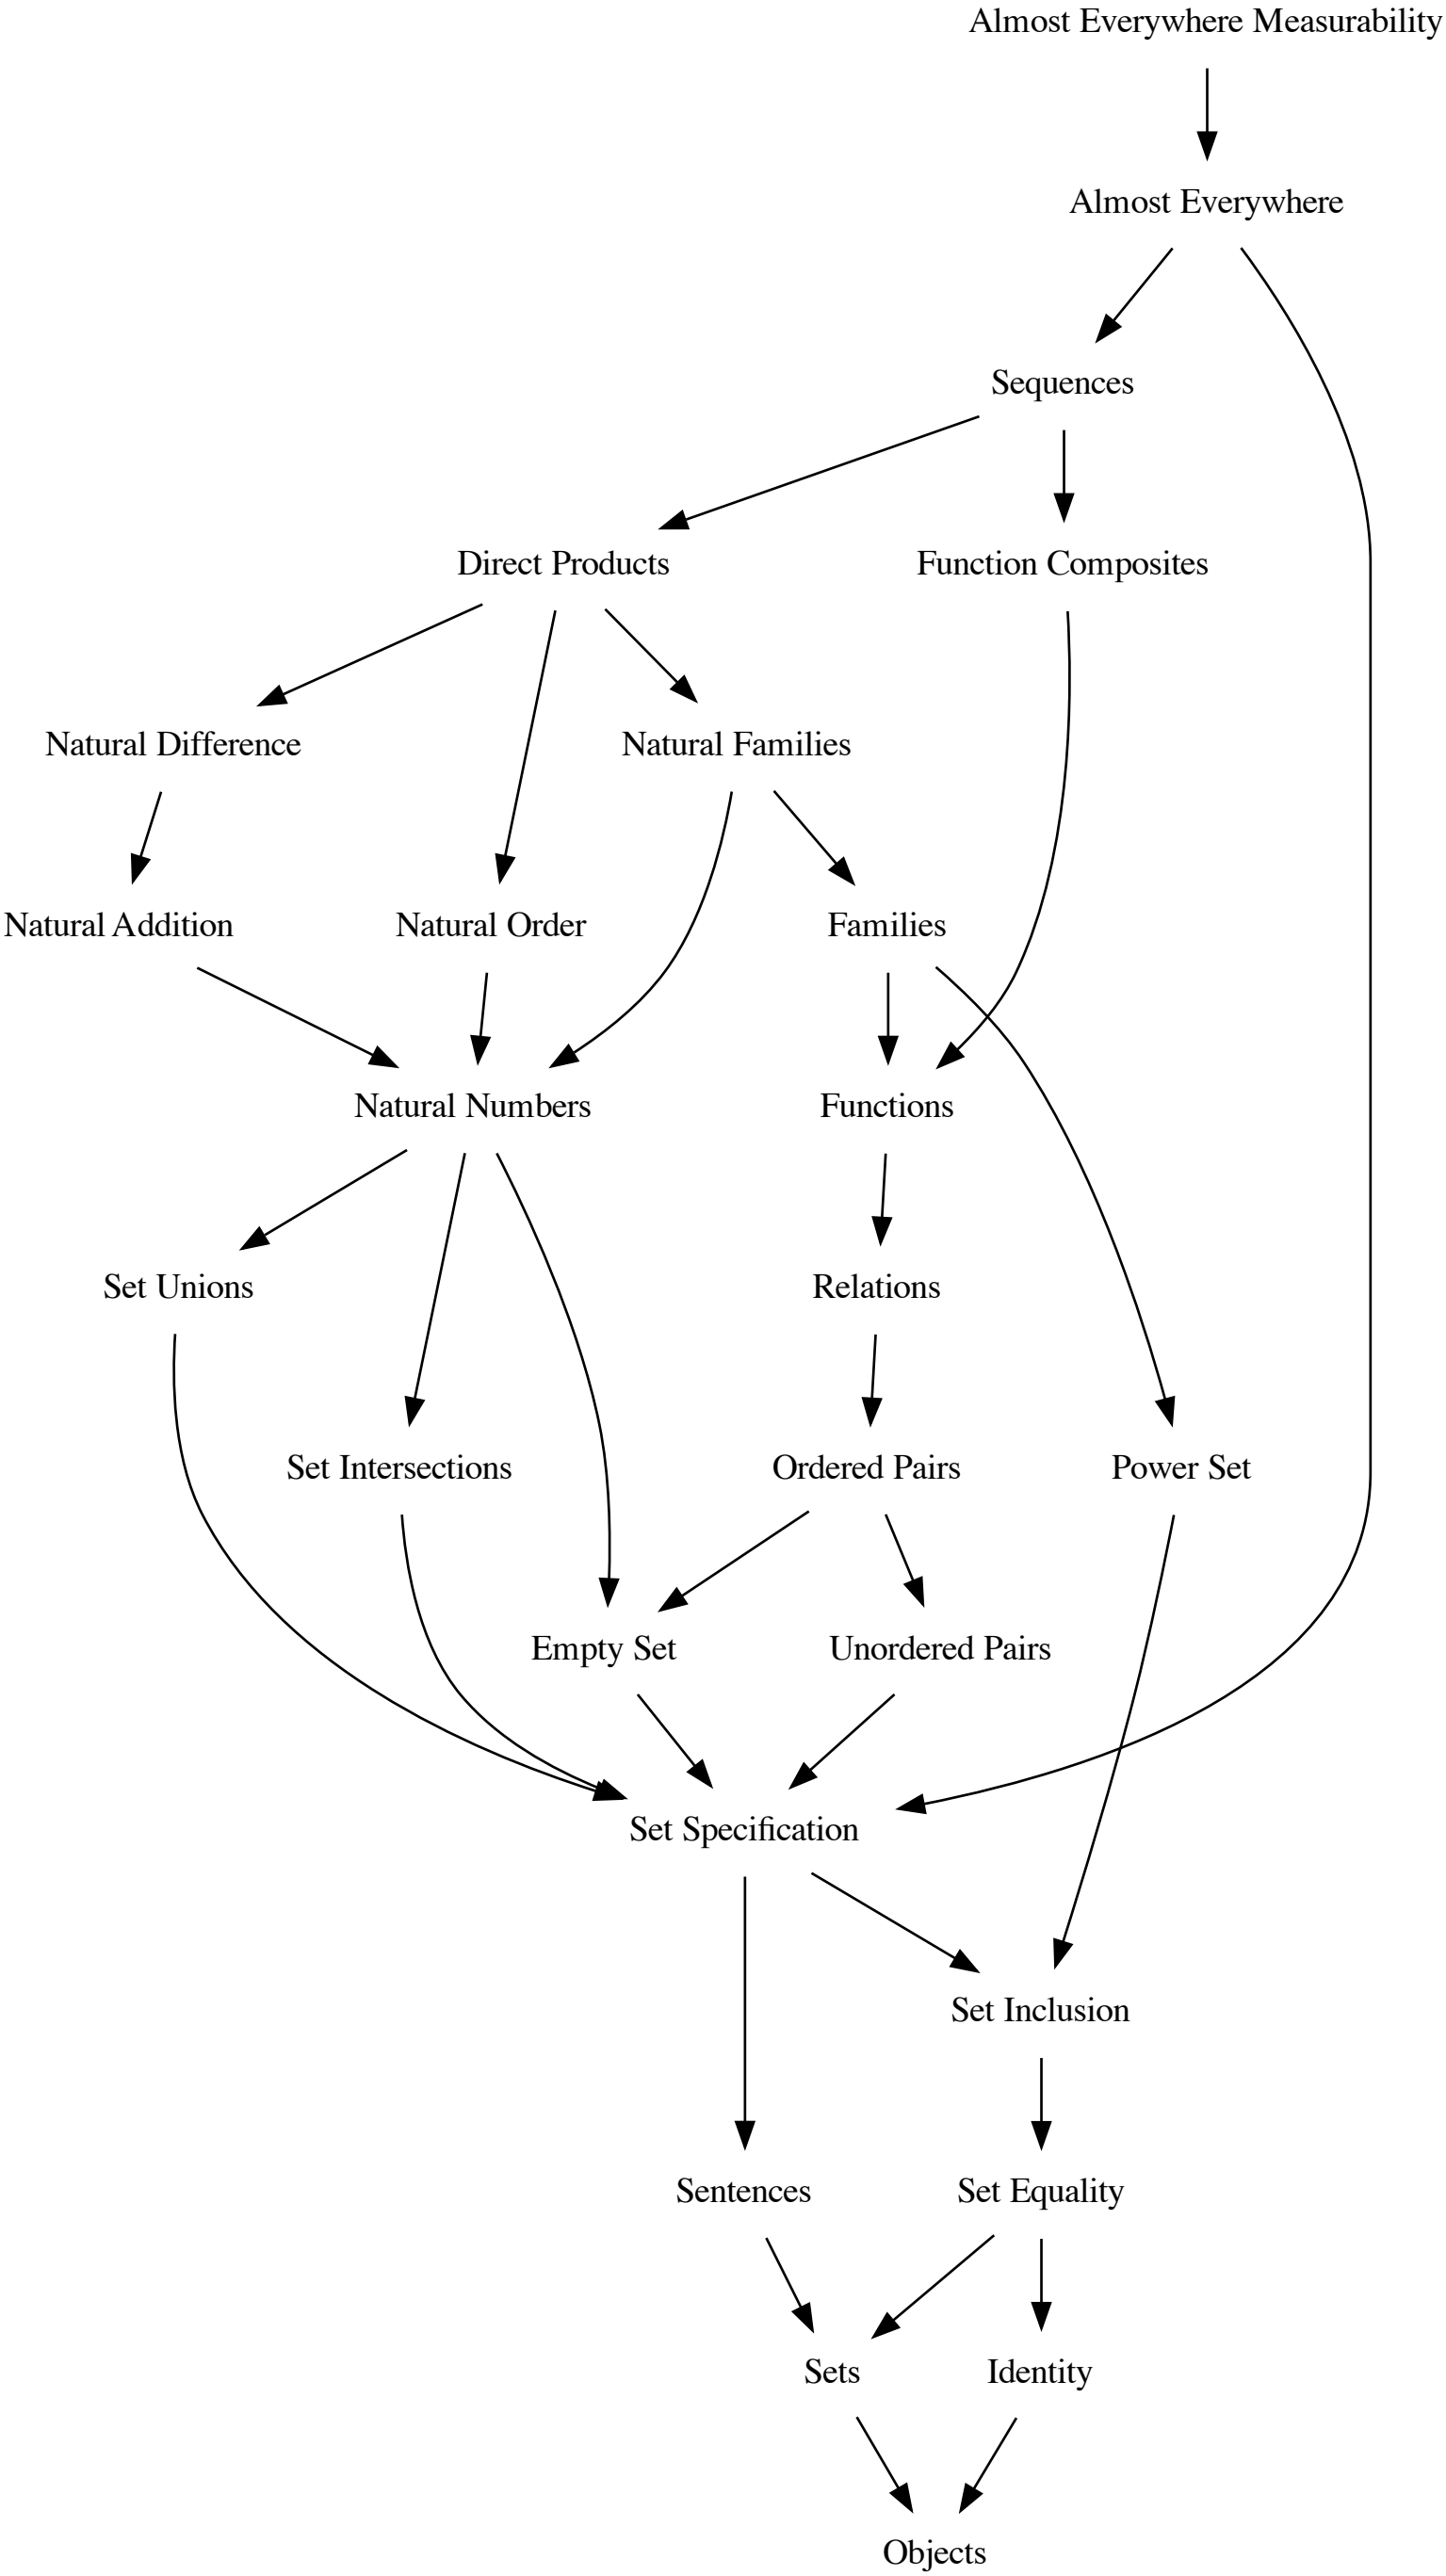 Almost Everywhere Measurability
Almost Everywhere
Sequences
Direct Products
Function Composites
Natural Difference
Natural Families
Natural Addition
Natural Order
Families
Natural Numbers
Functions
Set Unions
Relations
Set Intersections
Ordered Pairs
Power Set
Empty Set
Unordered Pairs
Set Specification
Set Inclusion
Sentences
Set Equality
Sets
Identity
Objects